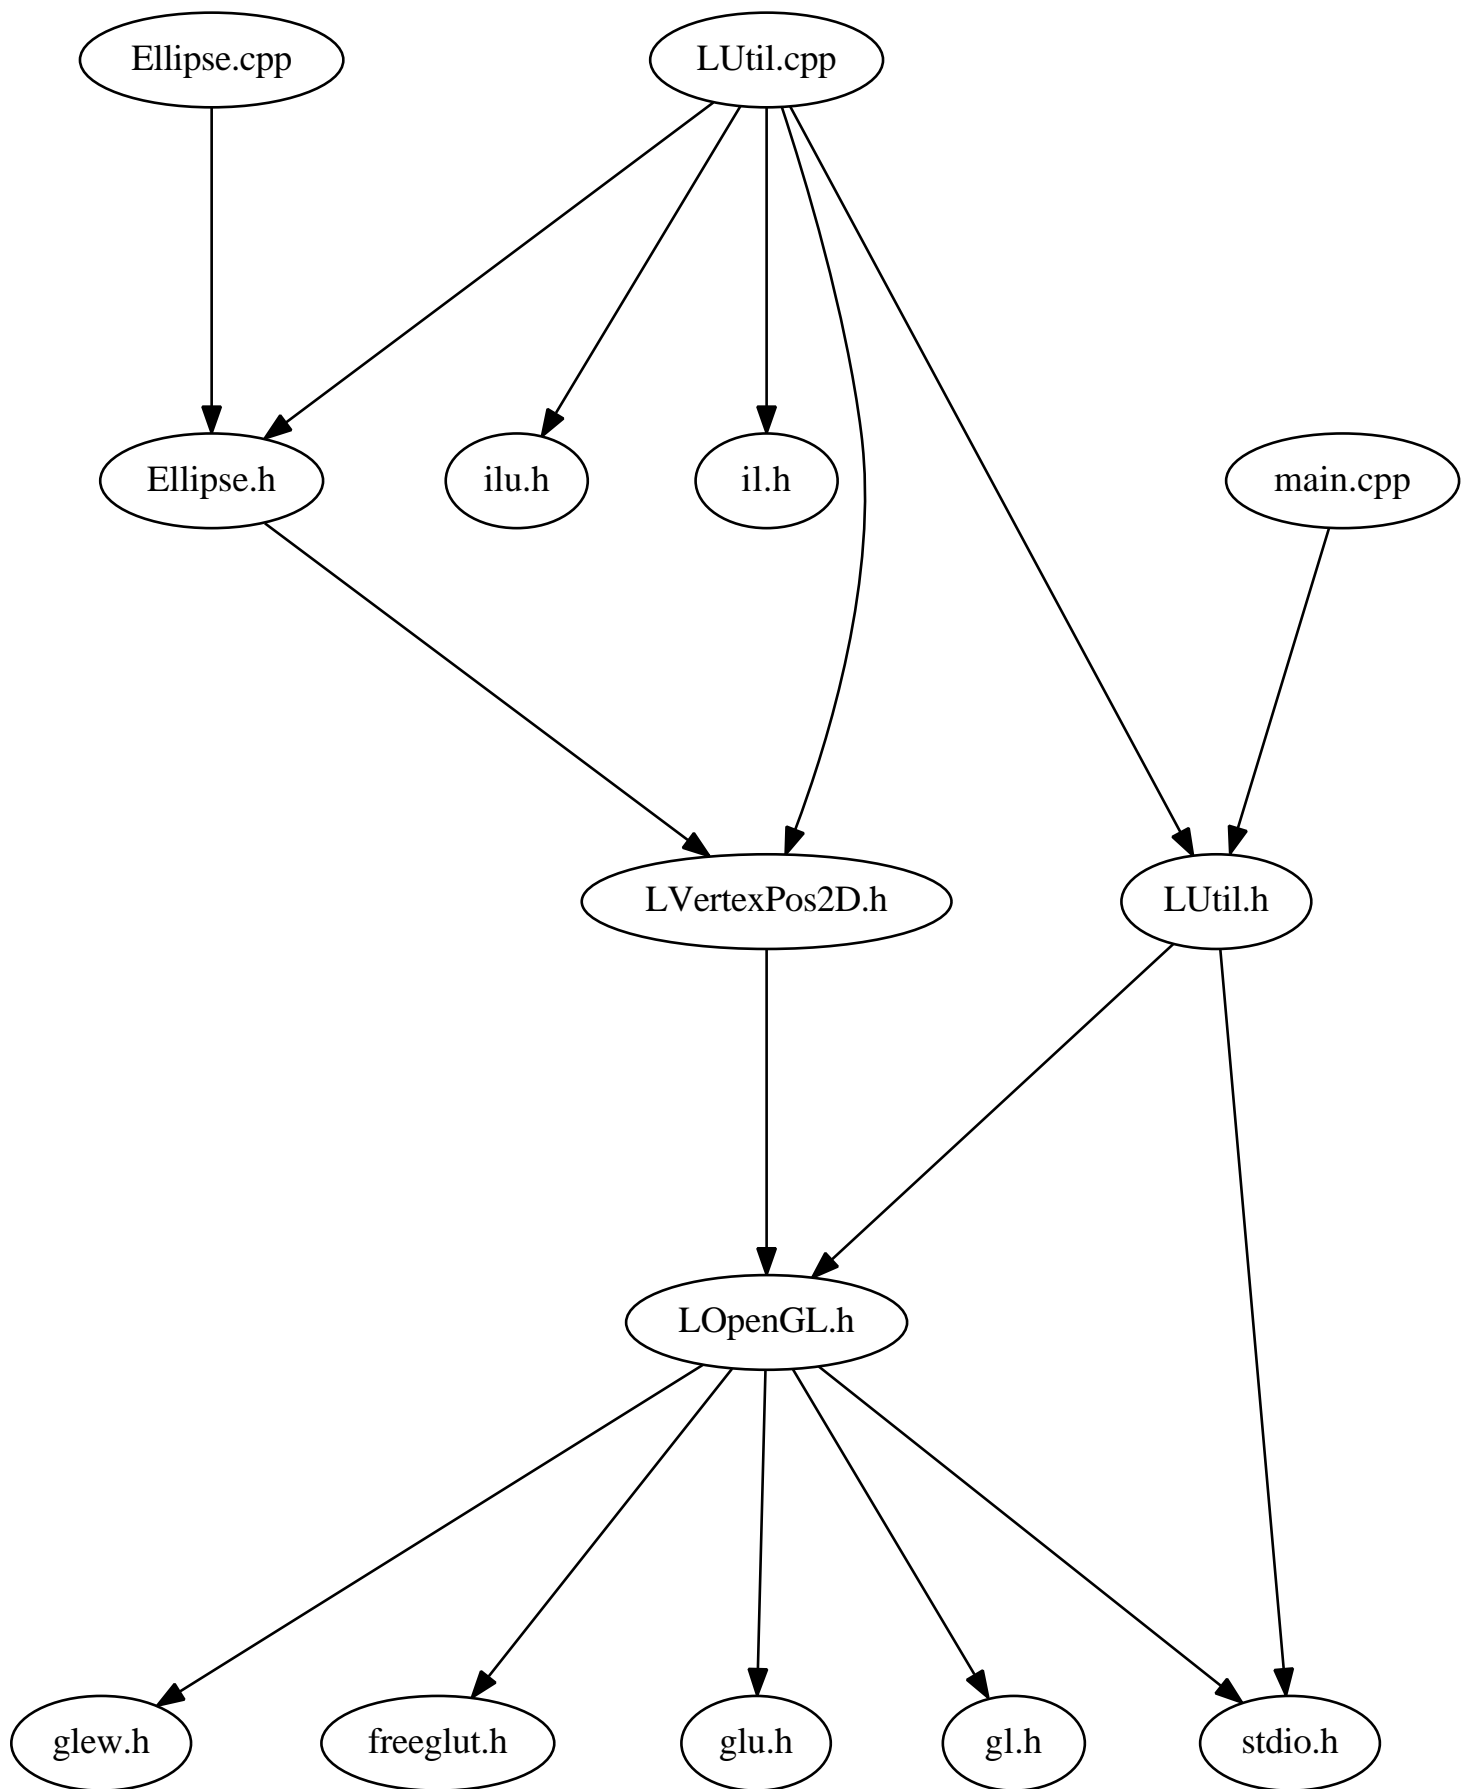 Ellipse.cpp
LUtil.cpp
Ellipse.h
ilu.h
il.h
main.cpp
LVertexPos2D.h
LUtil.h
LOpenGL.h
glew.h
freeglut.h
glu.h
gl.h
stdio.h